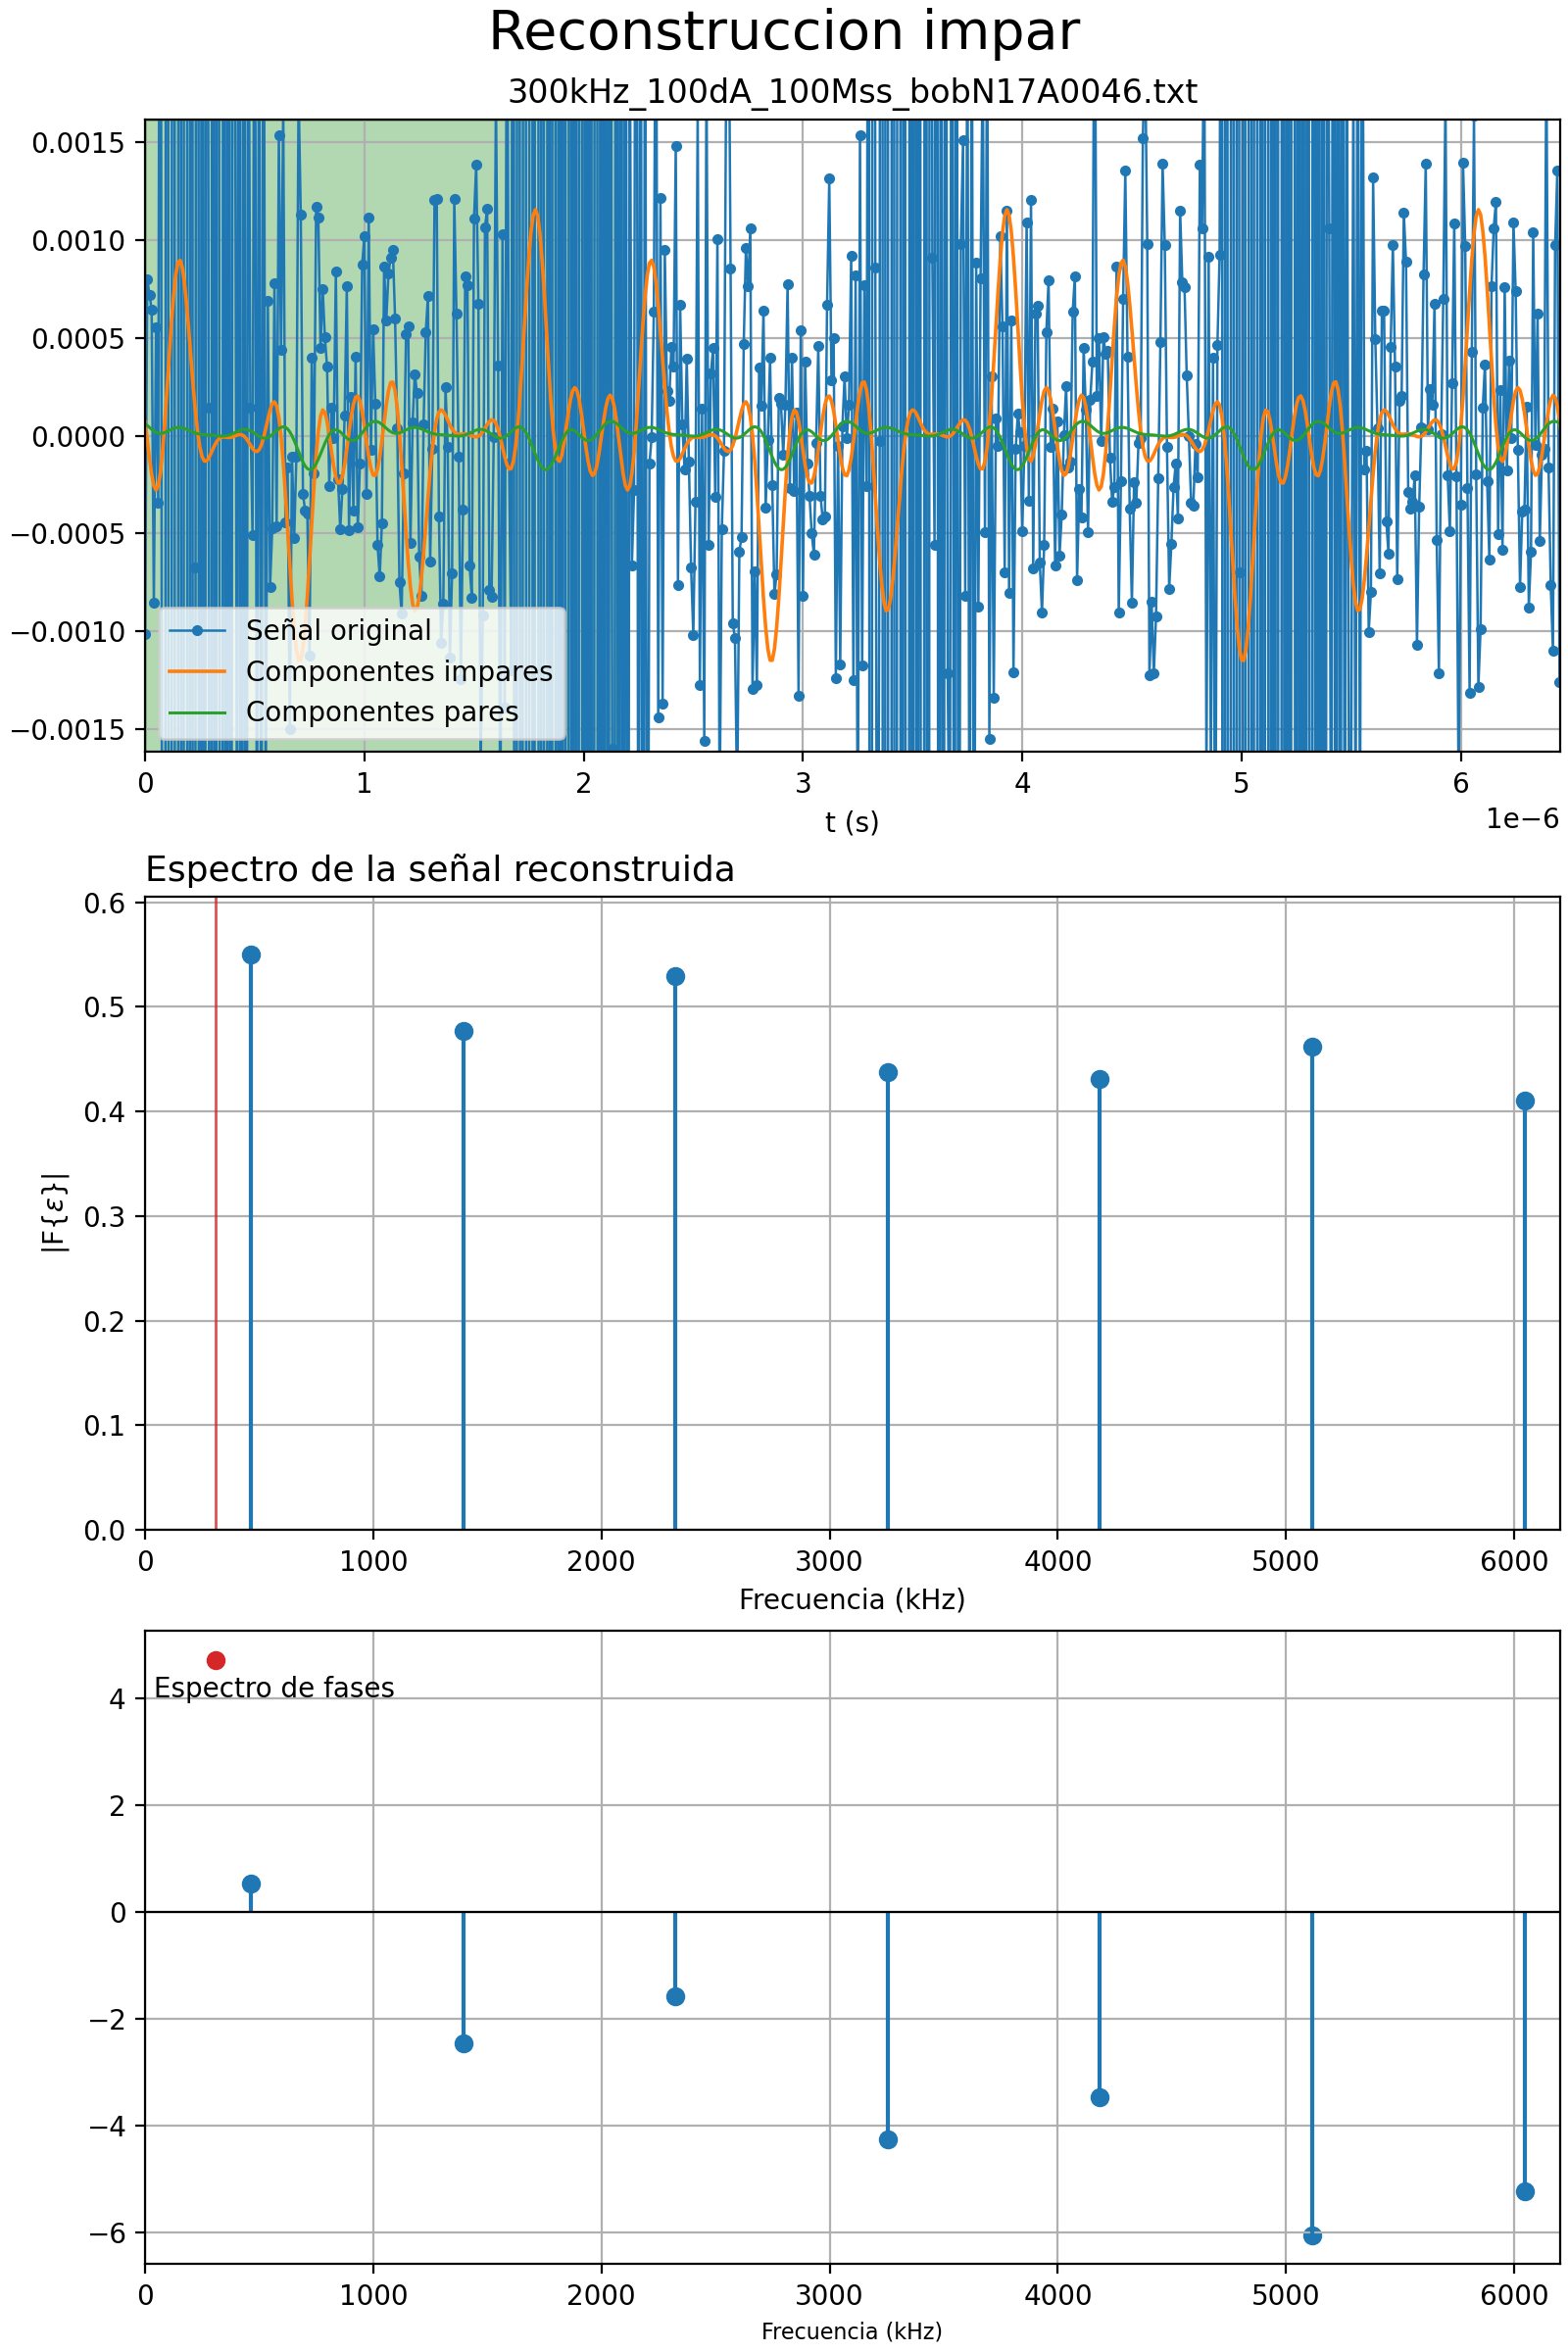 Reconstruccion impar
300kHz_100dA_100Mss_bobN17A0046.txt
0.0015
0.0010
0.0005
0.0000
−0.0005
−0.0010
−0.0015
Señal original
Componentes impares
Componentes pares
0 1 2 3 4 5 6
1e−6
t (s)
Espectro de la señal reconstruida
0.6
0.5
0.4
0.3
0.2
0.1
0.0
|F{ε}|
0 1000 2000 3000 4000 5000 6000
Frecuencia (kHz)
Espectro de fases
4
2
0
−2
−4
−6
0 1000 2000 3000 4000 5000 6000
Frecuencia (kHz)